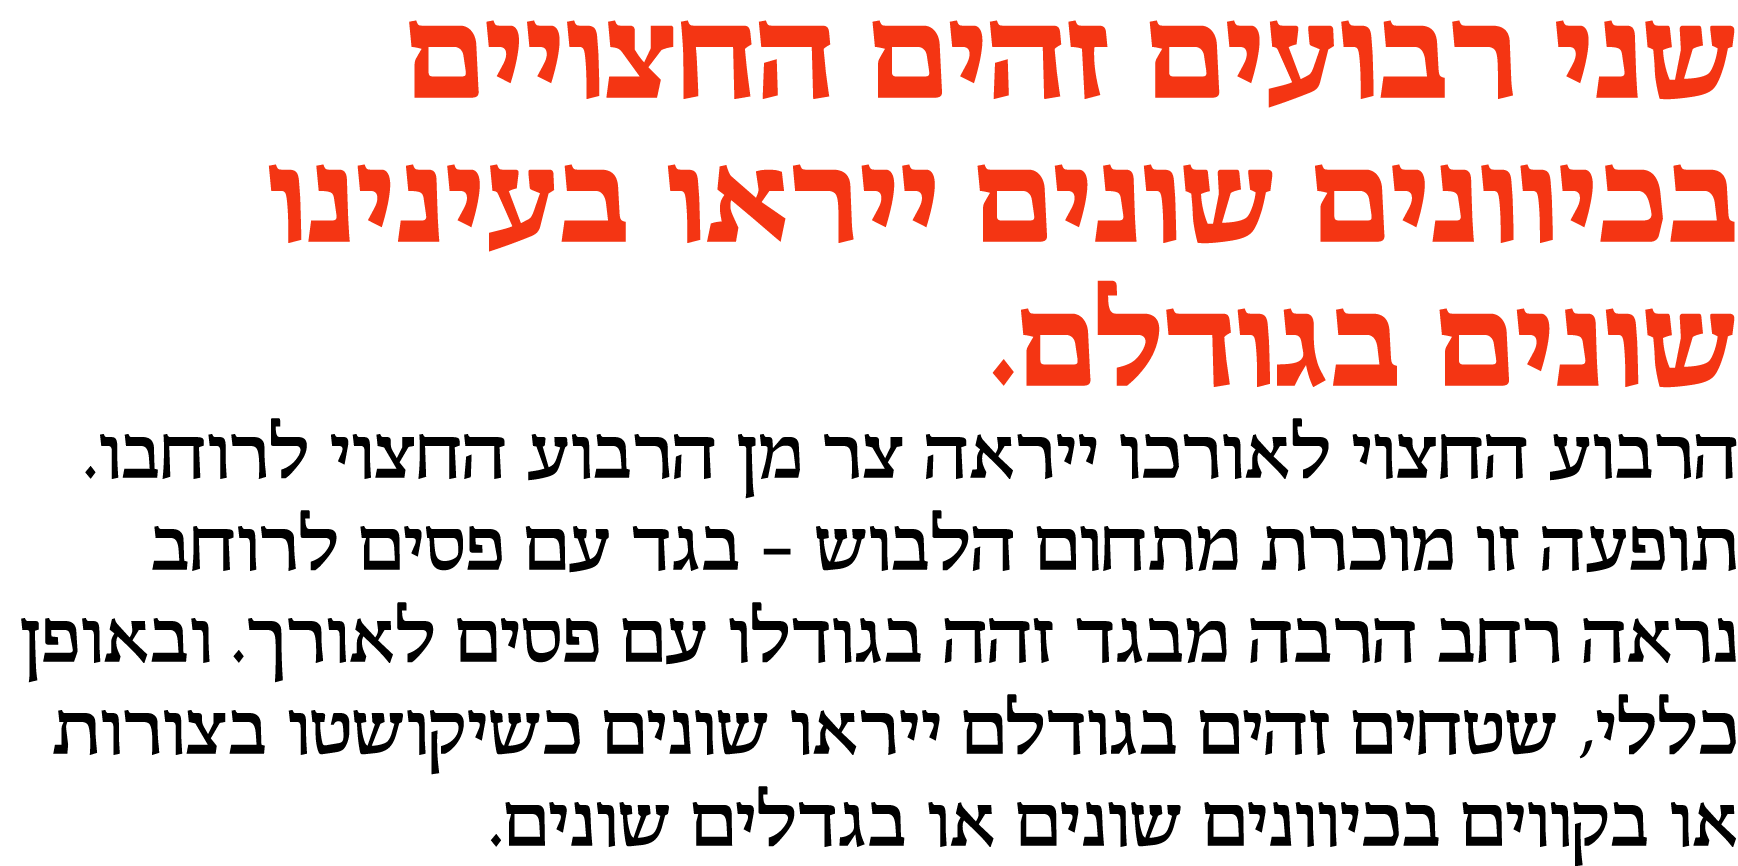 שני רבועים זהים החצויים
בכיוונים שונים ייראו בעינינו
שונים בגודלם.
הרבוע החצוי לאורכו ייראה צר מן הרבוע החצוי לרוחבו.
תופעה זו מוכרת מתחום הלבוש – בגד עם פסים לרוחב
נראה רחב הרבה מבגד זהה בגודלו עם פסים לאורך. ובאופן
כללי, שטחים זהים בגודלם ייראו שונים כשיקושטו בצורות
או בקווים בכיוונים שונים או בגדלים שונים.